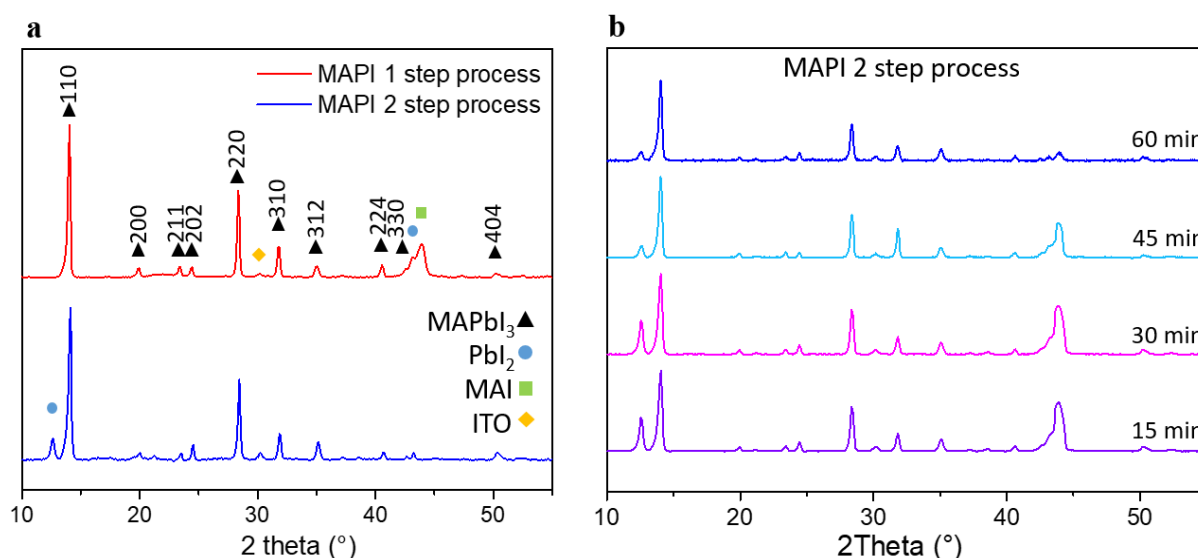 a
MAPI 1 step process
MAPI 2 step process
110
200
211
202
220
310
312
224
330
404
MAPbI₃
PbI₂
MAI
ITO
10
20
30
40
50
2 theta (°)
b
MAPI 2 step process
60 min
45 min
30 min
15 min
10
20
30
40
50
2Theta (°)